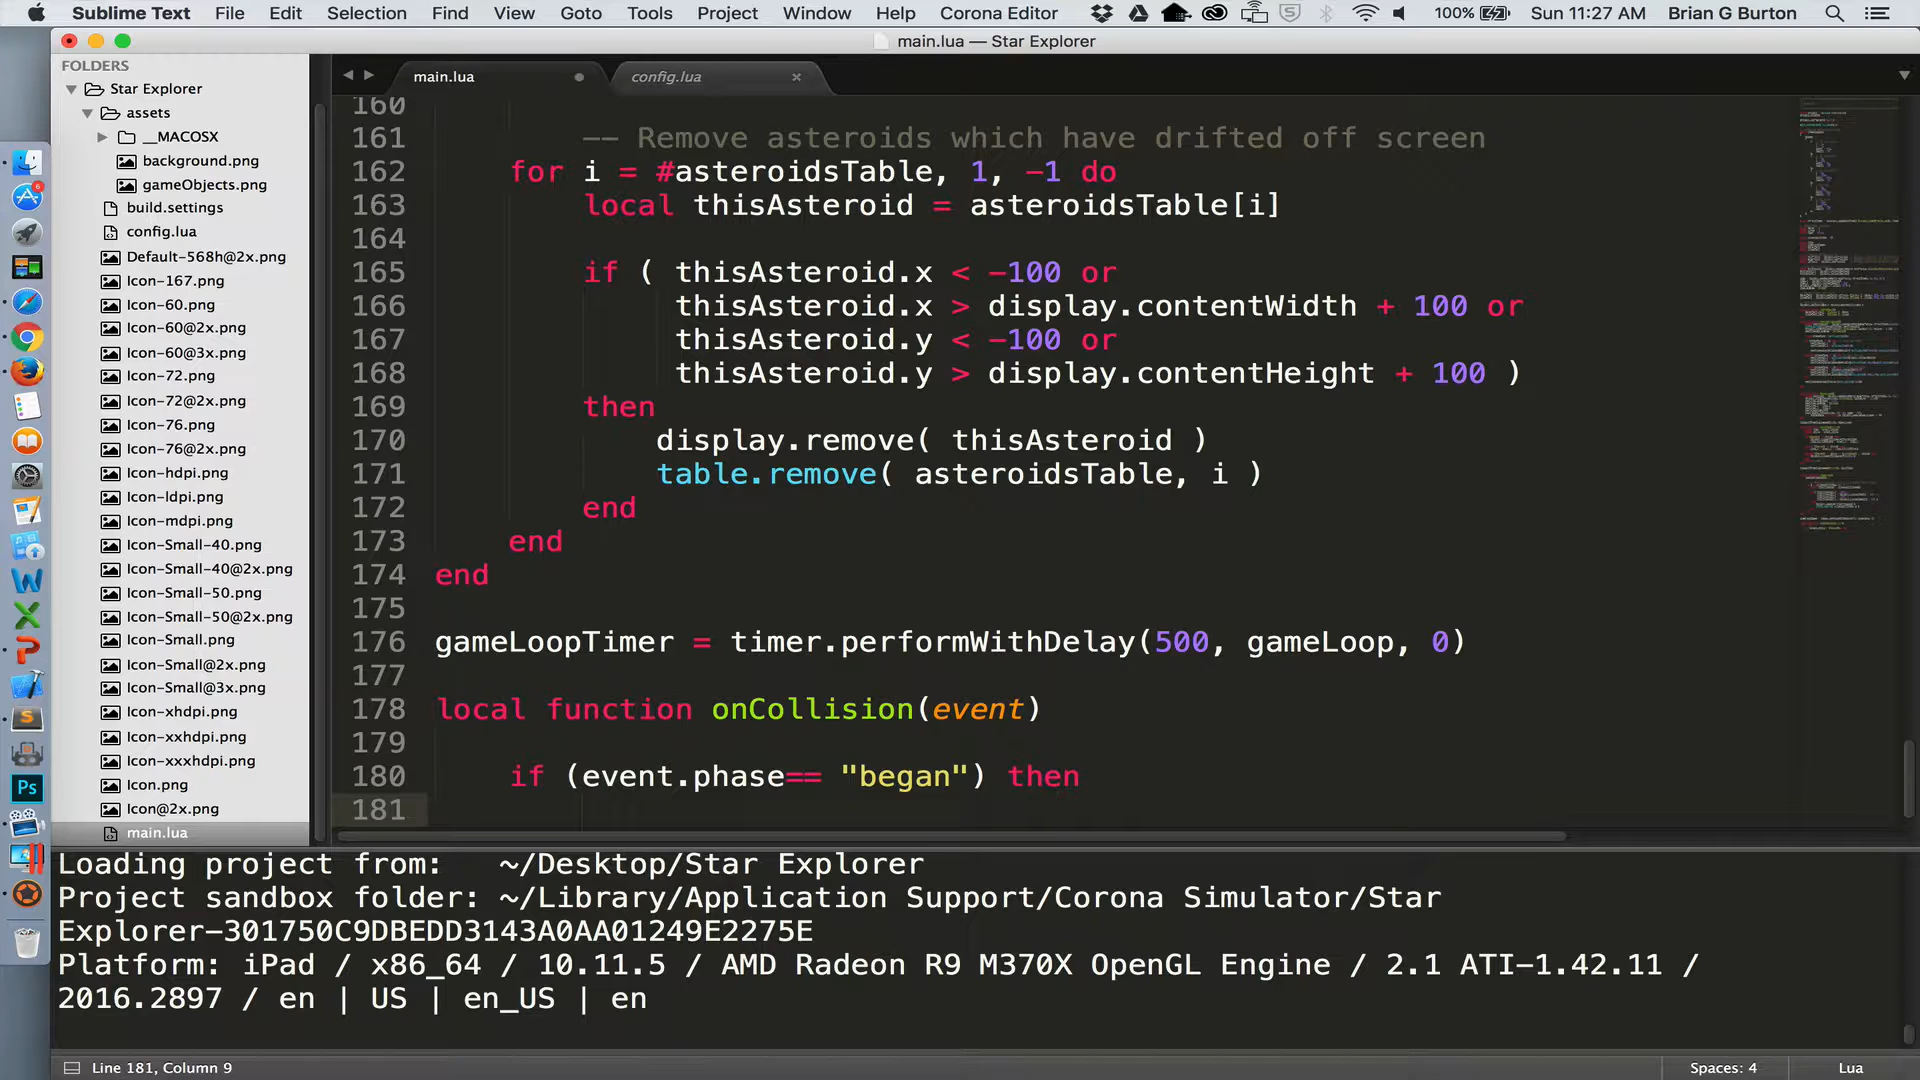 Sublime Text File Edit Selection Find View Goto Tools Project Window Help Corona Editor 100% Sun 11:27 AM Brian G Burton
main.lua — Star Explorer
FOLDERS
Star Explorer
assets
__MACOSX
background.png
gameObjects.png
build.settings
config.lua
Default-568h@2x.png
Icon-167.png
Icon-60.png
Icon-60@2x.png
Icon-60@3x.png
Icon-72.png
Icon-72@2x.png
Icon-76.png
Icon-76@2x.png
Icon-hdpi.png
Icon-ldpi.png
Icon-mdpi.png
Icon-Small-40.png
Icon-Small-40@2x.png
Icon-Small-50.png
Icon-Small-50@2x.png
Icon-Small.png
Icon-Small@2x.png
Icon-Small@3x.png
Icon-xhdpi.png
Icon-xxhdpi.png
Icon-xxxhdpi.png
Icon.png
Icon@2x.png
main.lua
main.lua config.lua
160
161 -- Remove asteroids which have drifted off screen
162 for i = #asteroidsTable, 1, -1 do
163 local thisAsteroid = asteroidsTable[i]
164
165 if ( thisAsteroid.x < -100 or
166 thisAsteroid.x > display.contentWidth + 100 or
167 thisAsteroid.y < -100 or
168 thisAsteroid.y > display.contentHeight + 100 )
169 then
170 display.remove( thisAsteroid )
171 table.remove( asteroidsTable, i )
172 end
173 end
174 end
175
176 gameLoopTimer = timer.performWithDelay(500, gameLoop, 0)
177
178 local function onCollision(event)
179
180 if (event.phase== "began") then
181
Loading project from: ~/Desktop/Star Explorer
Project sandbox folder: ~/Library/Application Support/Corona Simulator/Star
Explorer-301750C9DBEDD3143A0AA01249E2275E
Platform: iPad / x86_64 / 10.11.5 / AMD Radeon R9 M370X OpenGL Engine / 2.1 ATI-1.42.11 /
2016.2897 / en | US | en_US | en
Line 181, Column 9 Spaces: 4 Lua